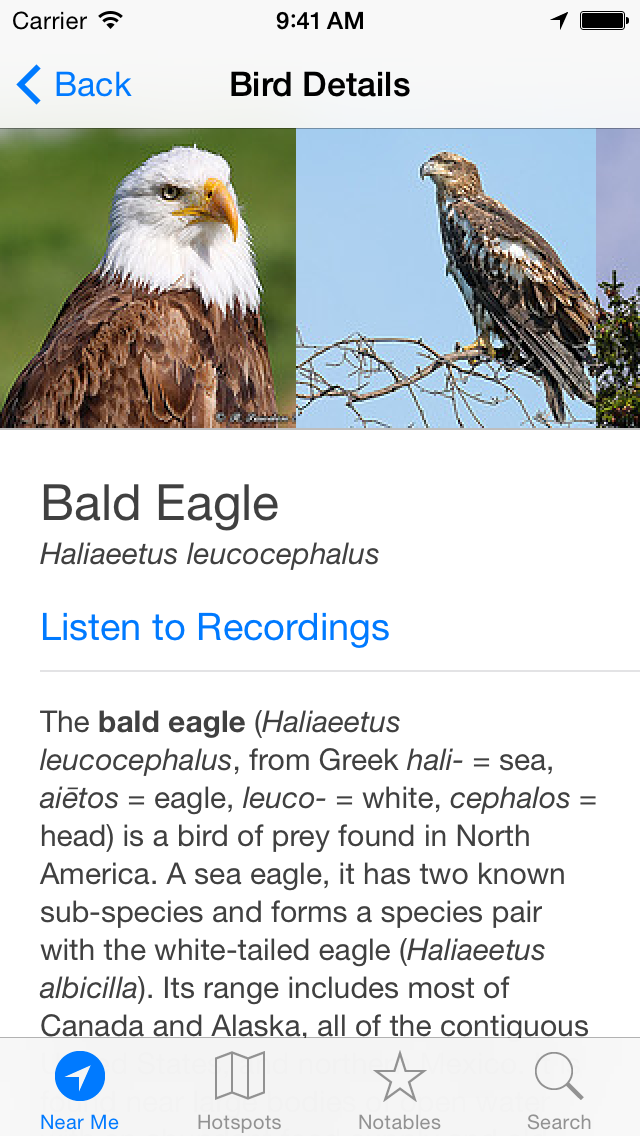 Carrier 9:41 AM
Back Bird Details
Bald Eagle
Haliaeetus leucocephalus
Listen to Recordings
The bald eagle (Haliaeetus
leucocephalus, from Greek hali- = sea,
aiētos = eagle, leuco- = white, cephalos =
head) is a bird of prey found in North
America. A sea eagle, it has two known
sub-species and forms a species pair
with the white-tailed eagle (Haliaeetus
albicilla). Its range includes most of
Canada and Alaska, all of the contiguous
Near Me Hotspots Notables Search